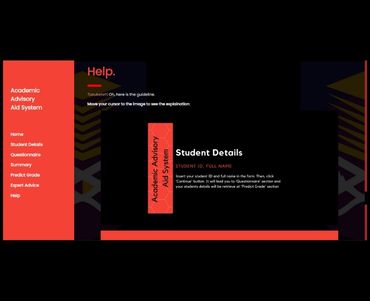 Academic
Advisory
Aid System
Home
Student Details
Questionnaire
Summary
Predict Grade
Expert Advice
Help
Help.
Oh, here is the guideline.
Move your cursor to the image to see the explaination
Academic Advisory
Aid System
Student Details
STUDENT ID, FULL NAME
Insert your student ID and full name in the form. Then, click
'Continue' button. It will lead you to 'Questionnaire' section and
your students details will be retrieve at 'Predict Grade' section